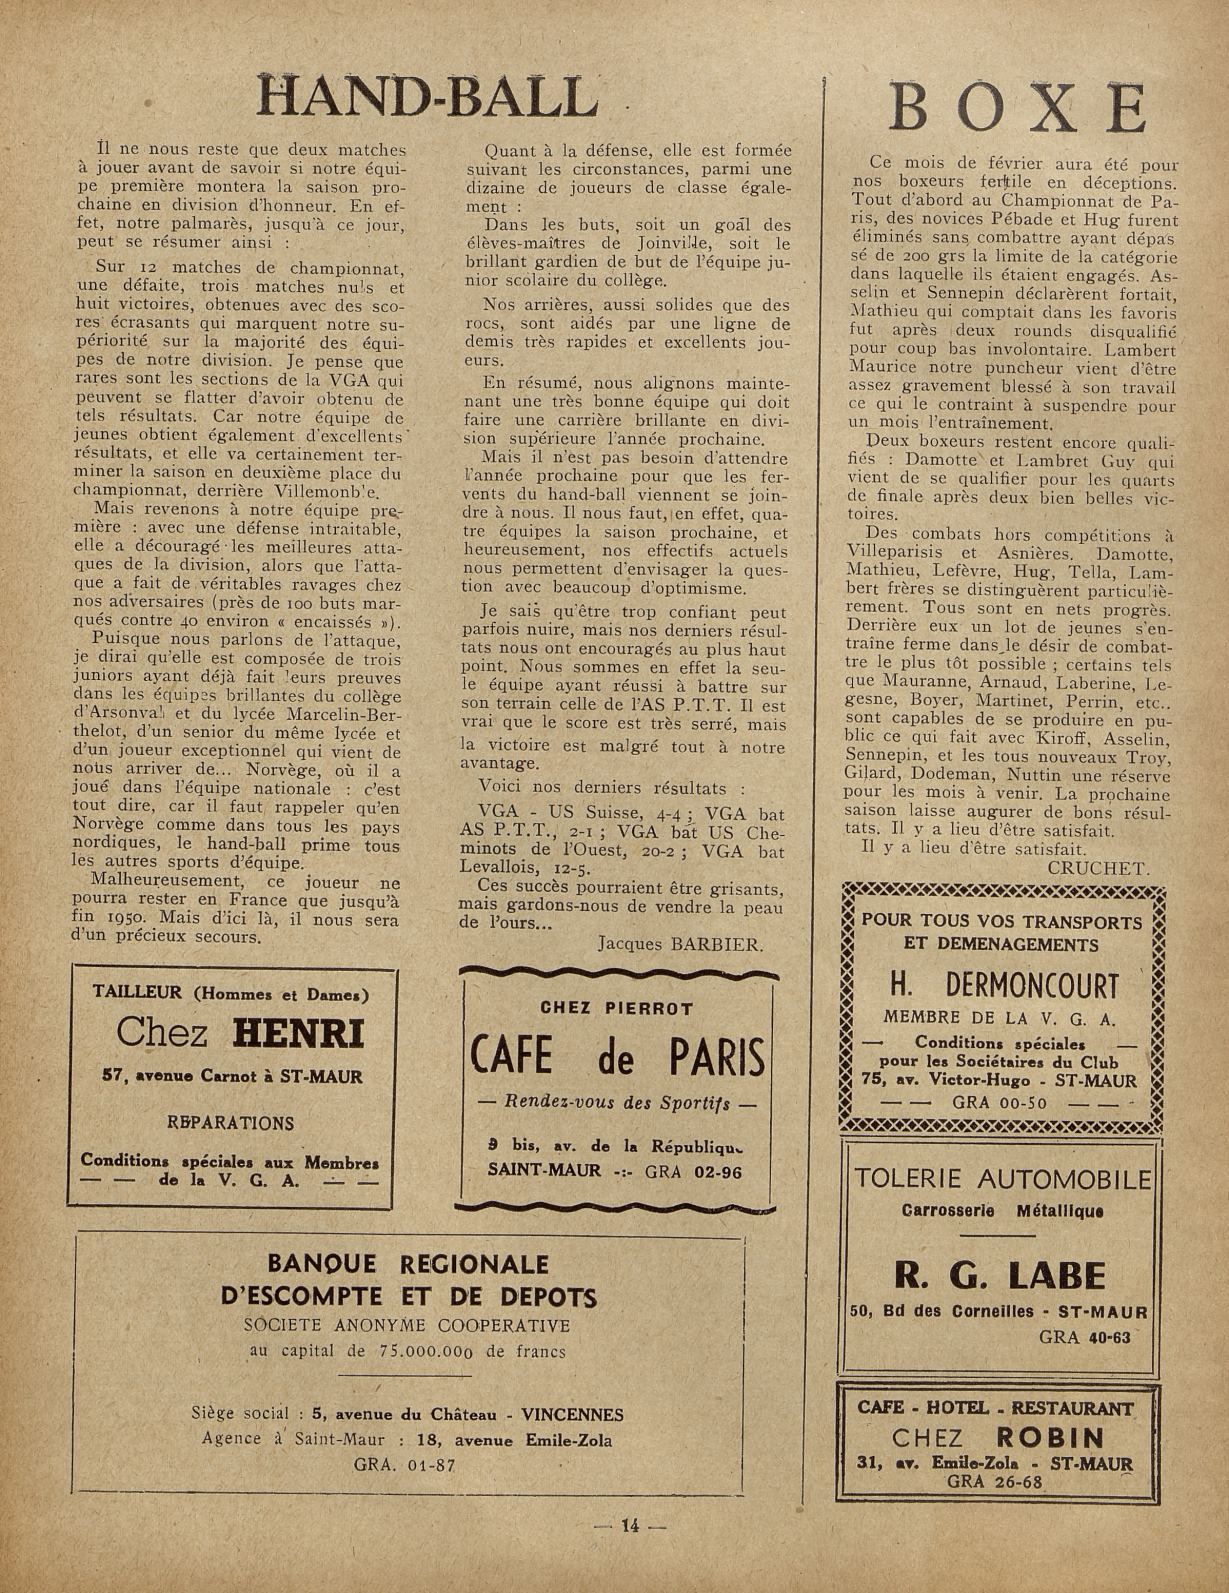 HAND-BALL
Il ne nous reste que deux matches
à jouer avant de savoir si notre équi-
pe première montera la saison pro-
chaine en division d'honneur. En ef-
fet, notre palmarès, jusqu'à ce jour,
peut se résumer ainsi :
Sur 12 matches de championnat,
une défaite, trois matches nuls et
huit victoires, obtenues avec des sco-
res écrasants qui marquent notre su-
périorité sur la majorité des équi-
pes de notre division. Je pense que
rares sont les sections de la VGA qui
peuvent se flatter d'avoir obtenu de
tels résultats. Car notre équipe de
jeunes obtient également d'excellents
résultats, et elle va certainement ter-
miner la saison en deuxième place du
championnat, derrière Villemonble.
Mais revenons à notre équipe pre-
mière : avec une défense intraitable,
elle a découragé les meilleures atta-
ques de la division, alors que l'atta-
que a fait de véritables ravages chez
nos adversaires (près de 100 buts mar-
qués contre 40 environ « encaissés »).
Puisque nous parlons de l'attaque,
je dirai qu'elle est composée de trois
juniors ayant déjà fait leurs preuves
dans les équipes brillantes du collège
d'Arsonval et du lycée Marcelin-Ber-
thelot, d'un senior du même lycée et
d'un joueur exceptionnel qui vient de
nous arriver de... Norvège, où il a
joué dans l'équipe nationale : c'est
tout dire, car il faut rappeler qu'en
Norvège comme dans tous les pays
nordiques, le hand-ball prime tous
les autres sports d'équipe.
Malheureusement, ce joueur ne
pourra rester en France que jusqu'à
fin 1950. Mais d'ici là, il nous sera
d'un précieux secours.
Quant à la défense, elle est formée
suivant les circonstances, parmi une
dizaine de joueurs de classe égale-
ment :
Dans les buts, soit un goal des
élèves-maîtres de Joinville, soit le
brillant gardien de but de l'équipe ju-
nior scolaire du collège.
Nos arrières, aussi solides que des
rocs, sont aidés par une ligne de
demis très rapides et excellents jou-
eurs.
En résumé, nous alignons mainte-
nant une très bonne équipe qui doit
faire une carrière brillante en divi-
sion supérieure l'année prochaine.
Mais il n'est pas besoin d'attendre
l'année prochaine pour que les fer-
vents du hand-ball viennent se join-
dre à nous. Il nous faut, en effet, qua-
tre équipes la saison prochaine, et
heureusement, nos effectifs actuels
nous permettent d'envisager la ques-
tion avec beaucoup d'optimisme.
Je sais qu'être trop confiant peut
parfois nuire, mais nos derniers résul-
tats nous ont encouragés au plus haut
point. Nous sommes en effet la seu-
le équipe ayant réussi à battre sur
son terrain celle de l'AS P.T.T. Il est
vrai que le score est très serré, mais
la victoire est malgré tout à notre
avantage.
Voici nos derniers résultats :
VGA - US Suisse, 4-4 ; VGA bat
AS P.T.T., 2-1 ; VGA bat US Che-
minots de l'Ouest, 20-2 ; VGA bat
Levallois, 12-5.
Ces succès pourraient être grisants,
mais gardons-nous de vendre la peau
de l'ours...
Jacques BARBIER.
BOXE
Ce mois de février aura été pour
nos boxeurs fertile en déceptions.
Tout d'abord au Championnat de Pa-
ris, des novices Pébade et Hug furent
éliminés sans combattre ayant dépas
sé de 200 grs la limite de la catégorie
dans laquelle ils étaient engagés. As-
selin et Sennepin déclarèrent fortait,
Mathieu qui comptait dans les favoris
fut après deux rounds disqualifié
pour coup bas involontaire. Lambert
Maurice notre puncheur vient d'être
assez gravement blessé à son travail
ce qui le contraint à suspendre pour
un mois l'entraînement.
Deux boxeurs restent encore quali-
fiés : Damotte et Lambret Guy qui
vient de se qualifier pour les quarts
de finale après deux bien belles vic-
toires.
Des combats hors compétitions à
Villeparisis et Asnières. Damotte,
Mathieu, Lefèvre, Hug, Tella, Lam-
bert frères se distinguèrent particuliè-
rement. Tous sont en nets progrès.
Derrière eux un lot de jeunes s'en-
traîne ferme dans le désir de combat-
tre le plus tôt possible ; certains tels
que Mauranne, Arnaud, Laberine, Le-
gesne, Boyer, Martinet, Perrin, etc..
sont capables de se produire en pu-
blic ce qui fait avec Kiroff, Asselin,
Sennepin, et les tous nouveaux Troy,
Gilard, Dodeman, Nuttin une réserve
pour les mois à venir. La prochaine
saison laisse augurer de bons résul-
tats. Il y a lieu d'être satisfait.
Il y a lieu d'être satisfait.
CRUCHET.
TAILLEUR (Hommes et Dames)
Chez HENRI
57, avenue Carnot à ST-MAUR
REPARATIONS
Conditions spéciales aux Membres
— — de la V. G. A. — —
CHEZ PIERROT
CAFE de PARIS
— Rendez-vous des Sportifs —
9 bis, av. de la République
SAINT-MAUR -:- GRA 02-96
BANQUE REGIONALE
D'ESCOMPTE ET DE DEPOTS
SOCIETE ANONYME COOPERATIVE
au capital de 75.000.000 de francs
Siège social : 5, avenue du Château - VINCENNES
Agence à Saint-Maur : 18, avenue Emile-Zola
GRA. 01-87
POUR TOUS VOS TRANSPORTS
ET DEMENAGEMENTS
H. DERMONCOURT
MEMBRE DE LA V. G. A.
— Conditions spéciales —
pour les Sociétaires du Club
75, av. Victor-Hugo - ST-MAUR
— — GRA 00-50 — — -
TOLERIE AUTOMOBILE
Carrosserie Métallique
R. G. LABE
50, Bd des Corneilles - ST-MAUR
GRA 40-63
CAFE - HOTEL - RESTAURANT
CHEZ ROBIN
31, av. Emile-Zola - ST-MAUR
GRA 26-68
— 14 —